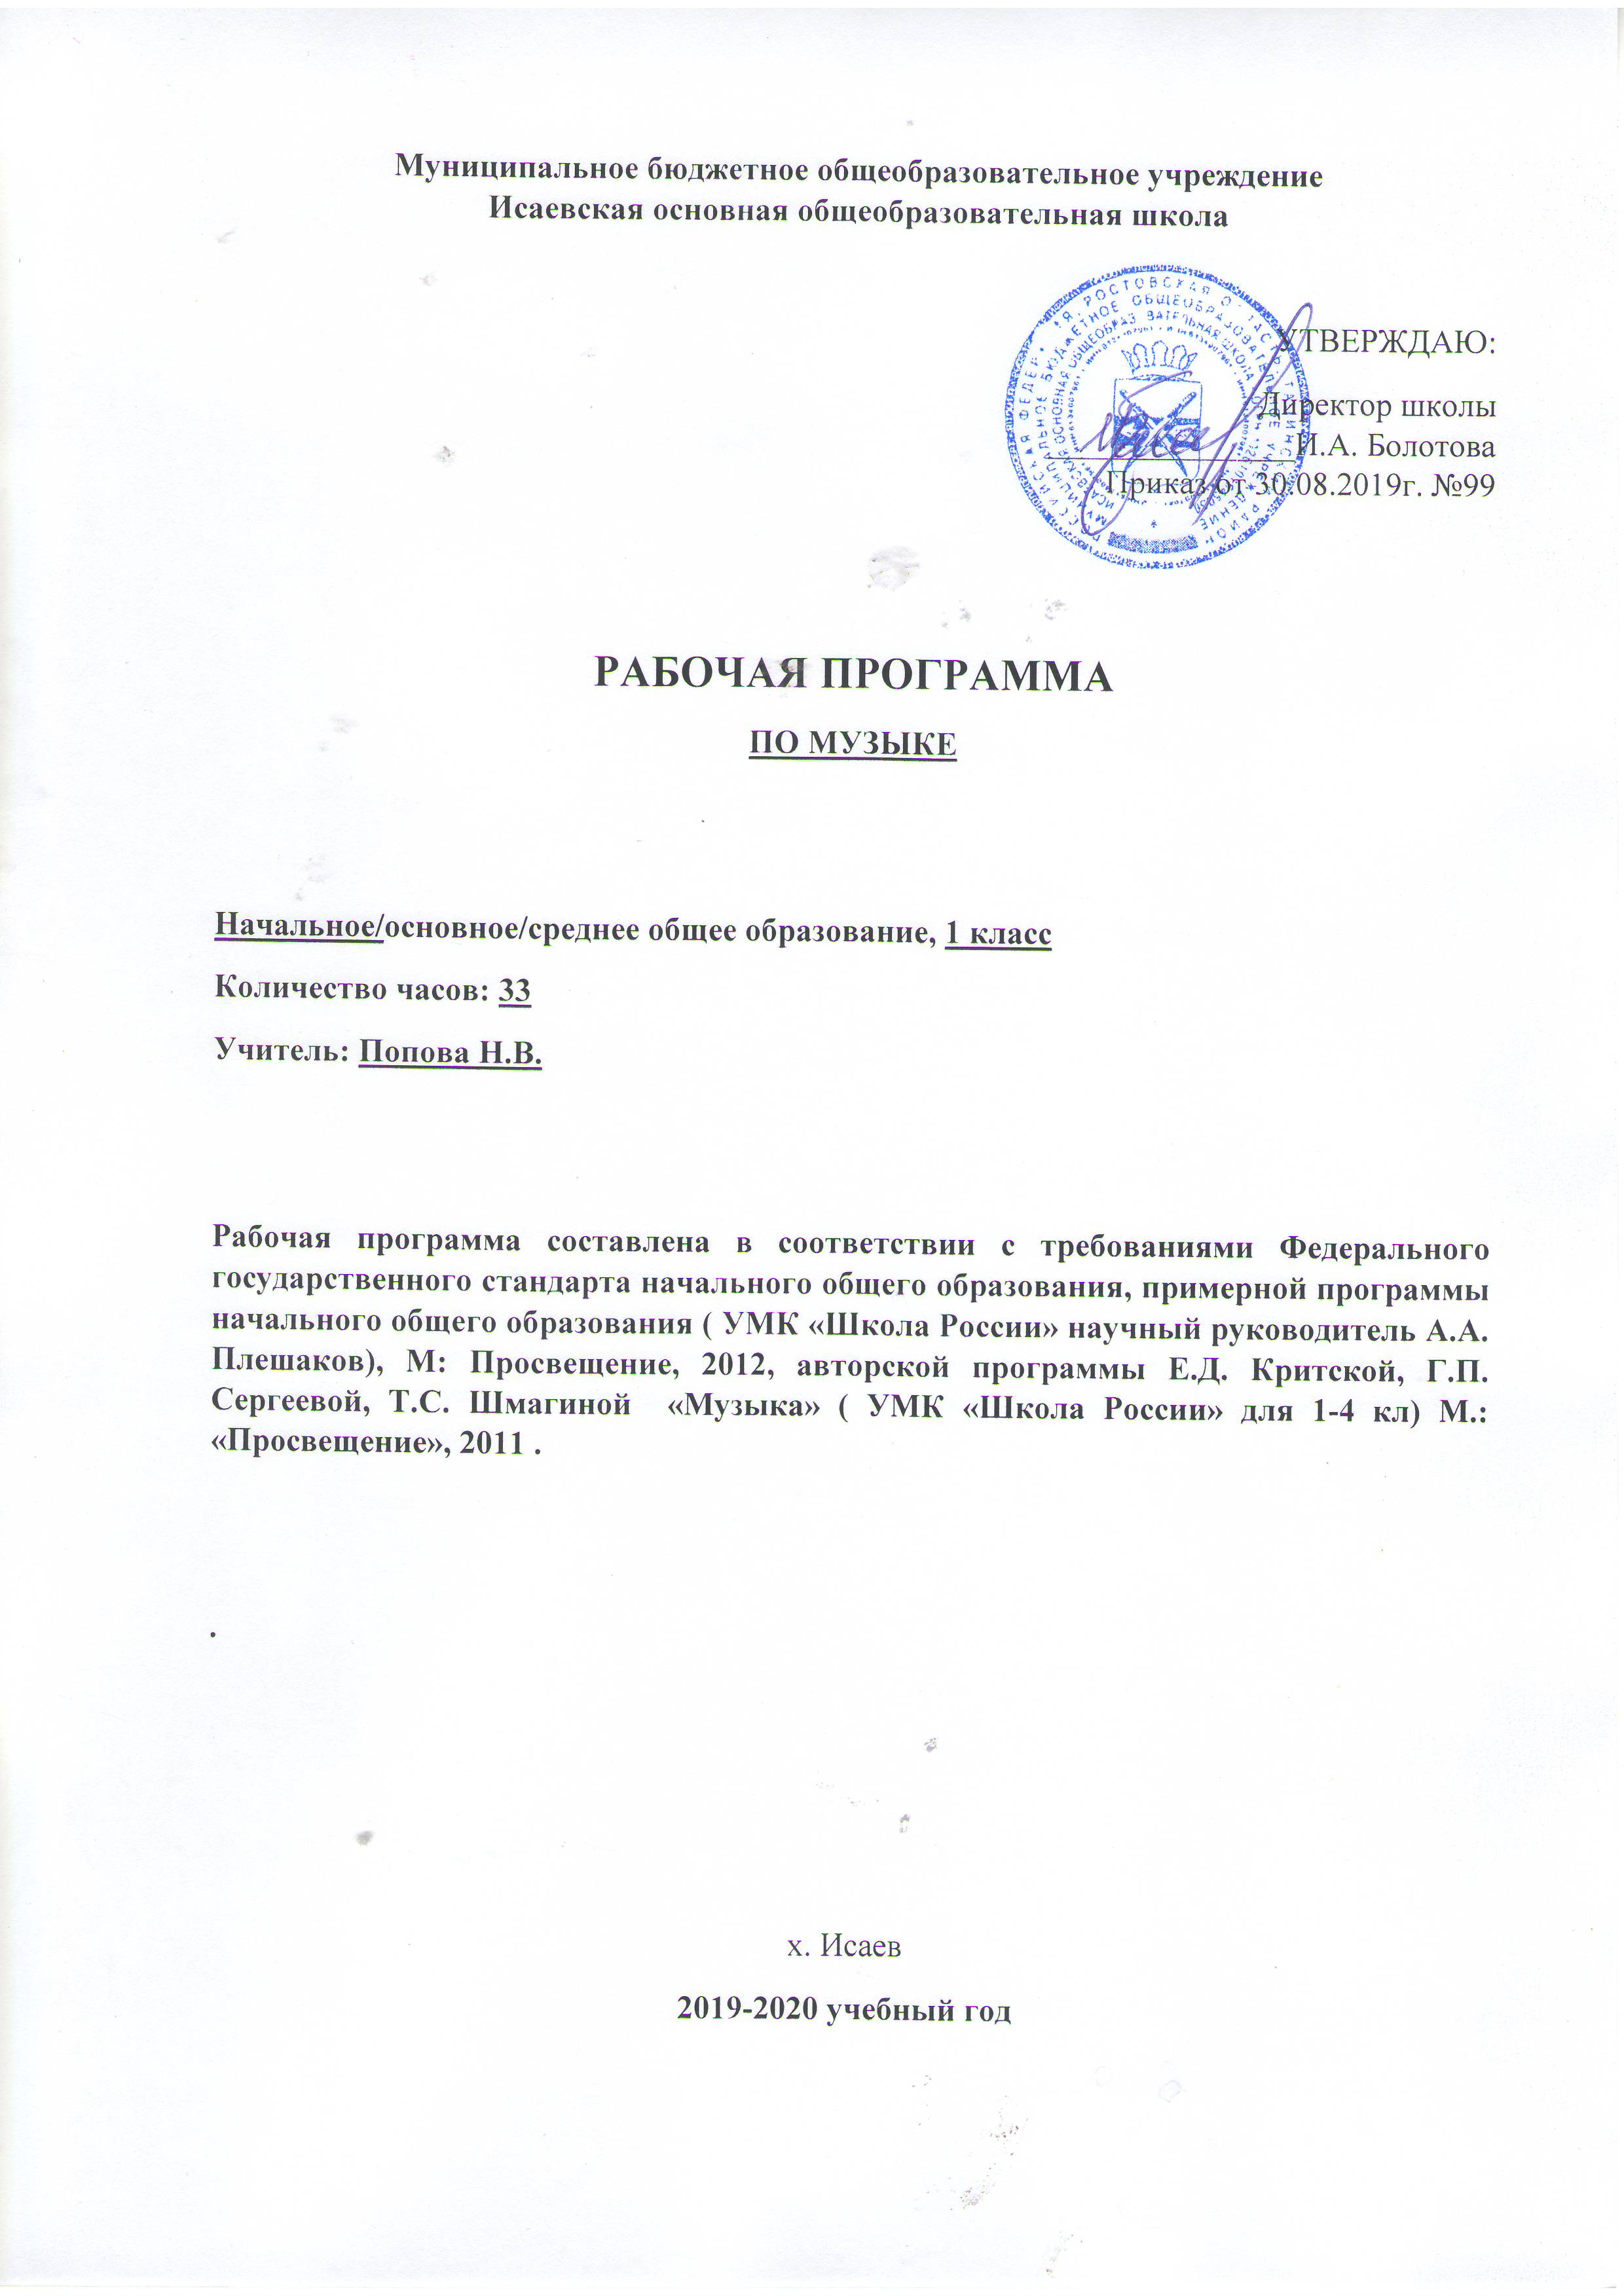 Муниципальное бюджетное общеобразовательное учреждение
Исаевская основная общеобразовательная школа
УТВЕРЖДАЮ:
Директор школы
И.А. Болотова
Приказ от 30.08.2019г. №99
РАБОЧАЯ ПРОГРАММА
ПО МУЗЫКЕ
Начальное/основное/среднее общее образование, 1 класс
Количество часов: 33
Учитель: Попова Н.В.
Рабочая программа составлена в соответствии с требованиями Федерального
государственного стандарта начального общего образования, примерной программы
начального общего образования ( УМК «Школа России» научный руководитель А.А.
Плешаков), М: Просвещение, 2012, авторской программы Е.Д. Критской, Г.П.
Сергеевой, Т.С. Шмагиной «Музыка» ( УМК «Школа России» для 1-4 кл) М.:
«Просвещение», 2011 .
.
х. Исаев
2019-2020 учебный год